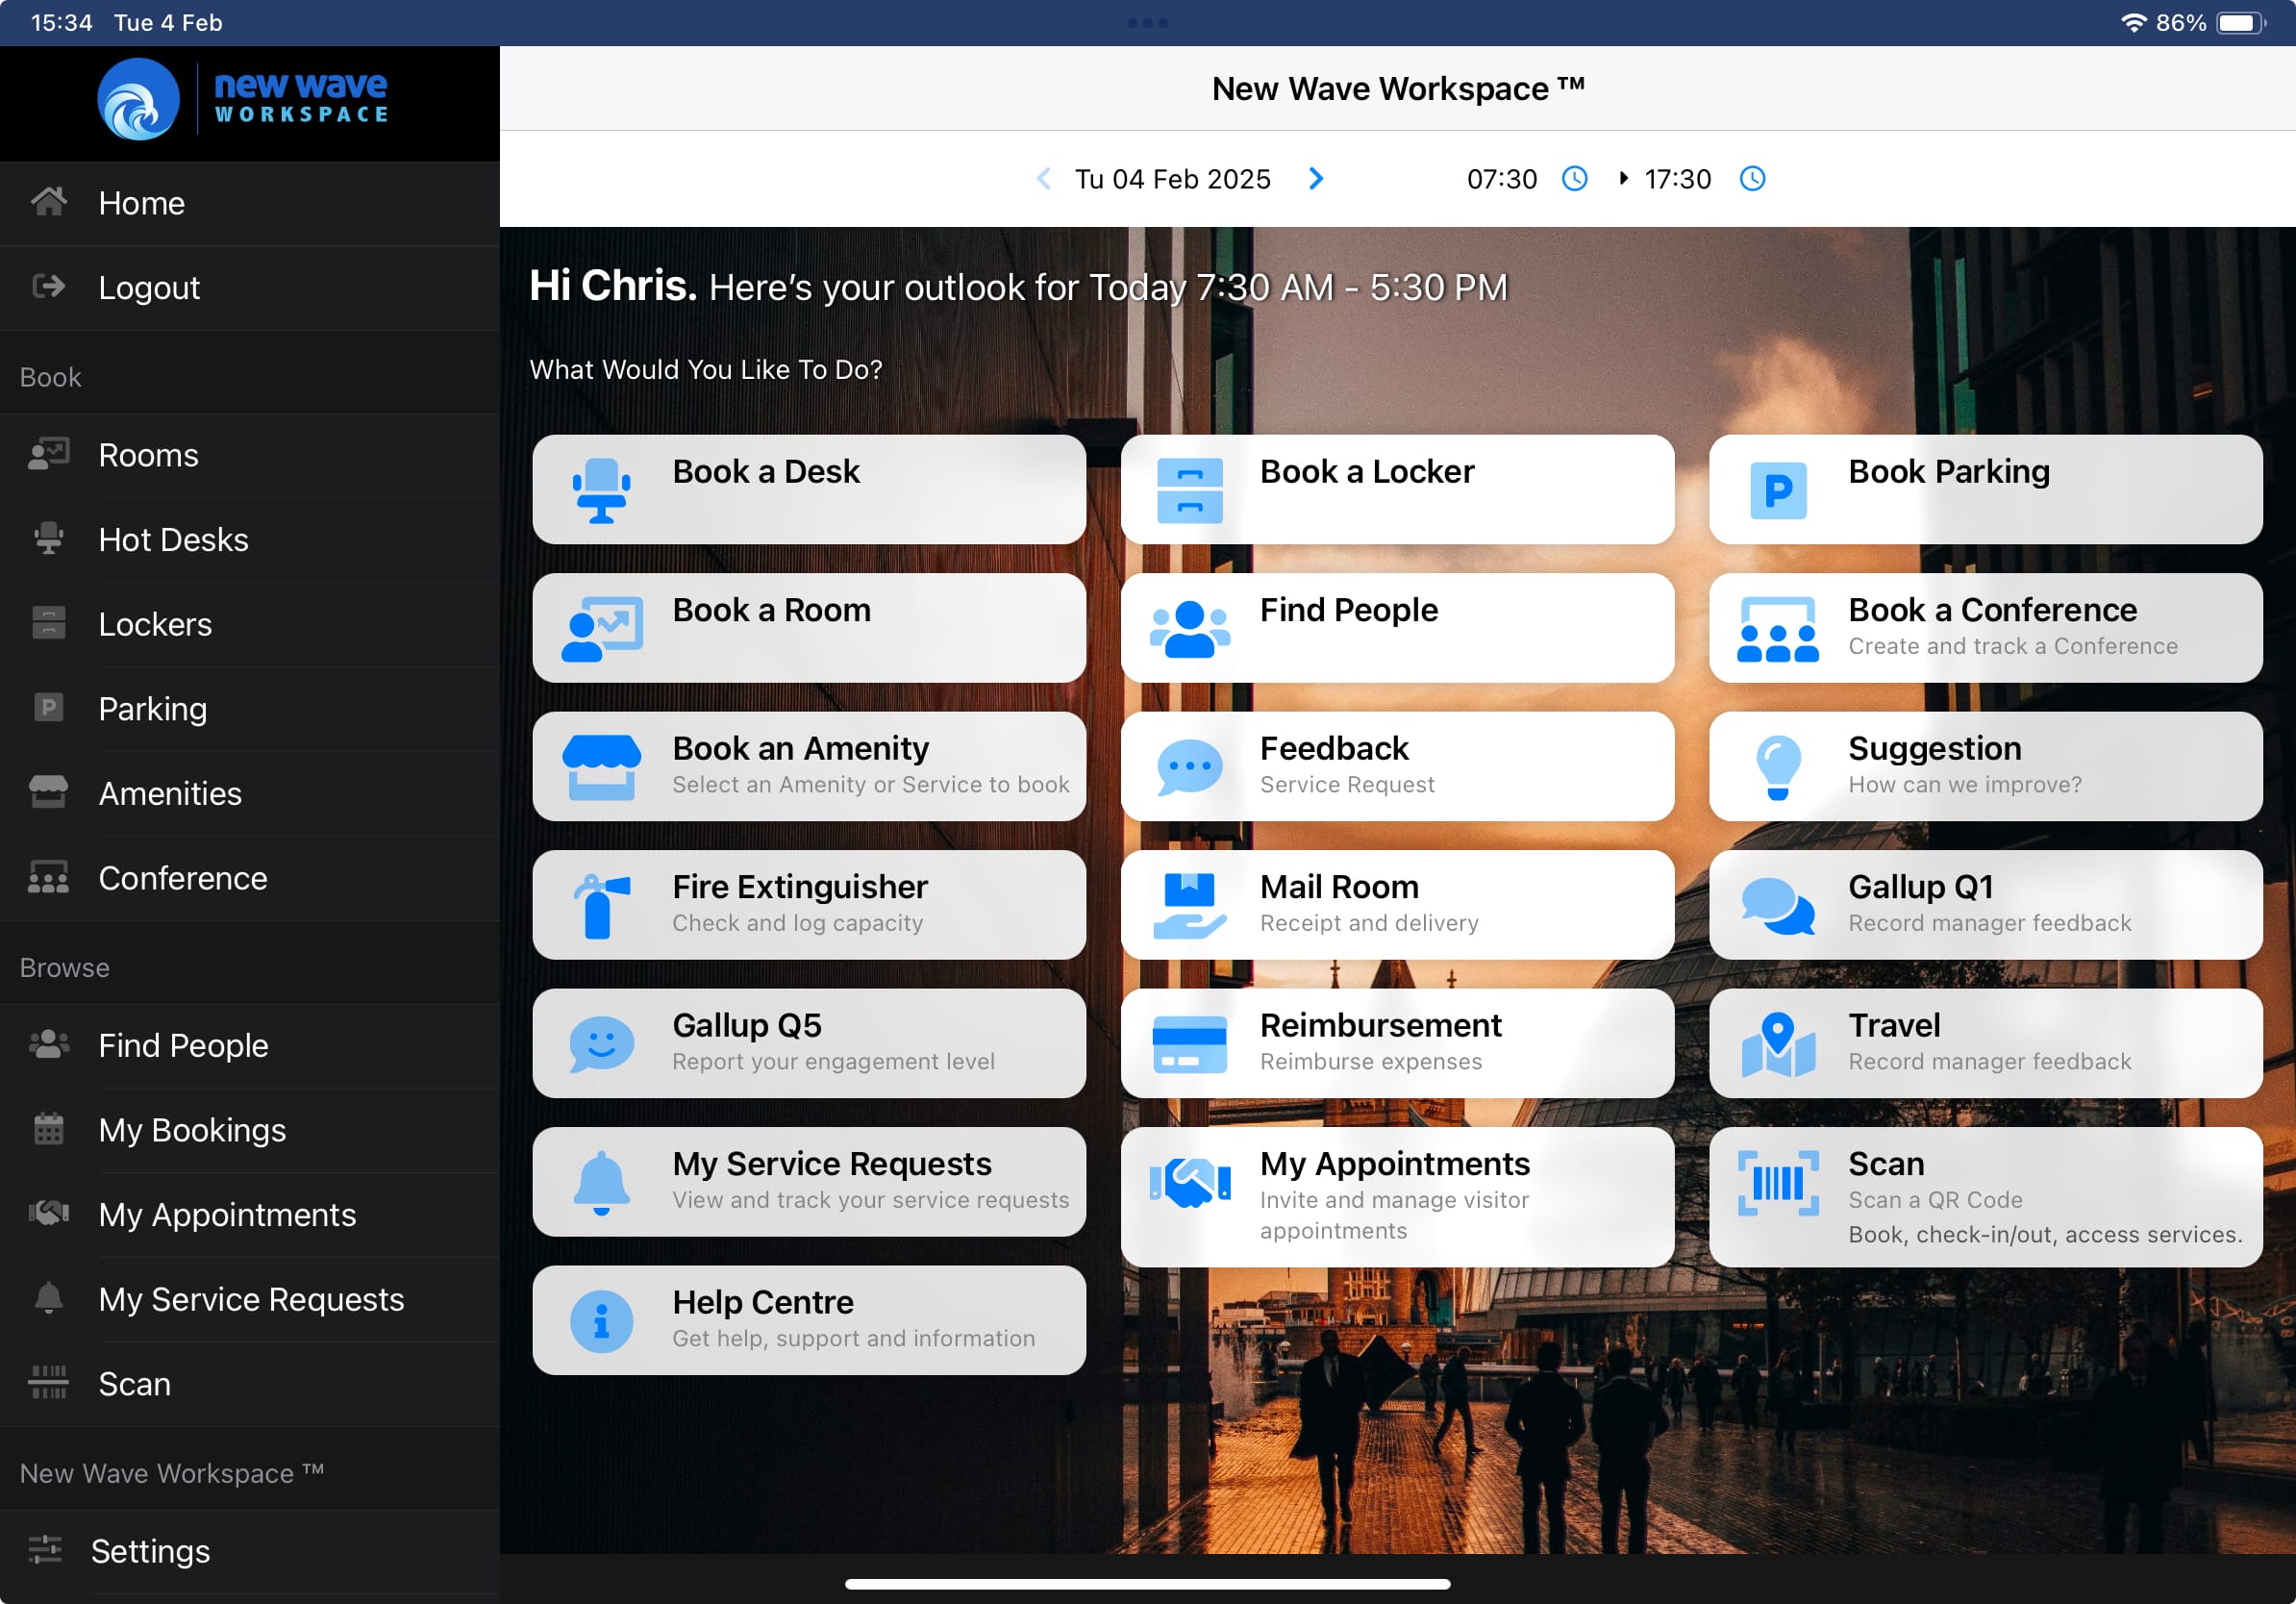 15:34 Tue 4 Feb
86%
new wave
WORKSPACE
Home
Logout
Book
Rooms
Hot Desks
Lockers
Parking
Amenities
Conference
Browse
Find People
My Bookings
My Appointments
My Service Requests
Scan
New Wave Workspace ™
Settings
New Wave Workspace ™
Tu 04 Feb 2025
07:30
17:30
Hi Chris. Here’s your outlook for Today 7:30 AM - 5:30 PM
What Would You Like To Do?
Book a Desk
Book a Locker
P
Book Parking
Book a Room
Find People
Book a Conference
Create and track a Conference
Book an Amenity
Select an Amenity or Service to book
Feedback
Service Request
Suggestion
How can we improve?
Fire Extinguisher
Check and log capacity
Mail Room
Receipt and delivery
Gallup Q1
Record manager feedback
Gallup Q5
Report your engagement level
Reimbursement
Reimburse expenses
Travel
Record manager feedback
My Service Requests
View and track your service requests
My Appointments
Invite and manage visitor
appointments
Scan
Scan a QR Code
Book, check-in/out, access services.
Help Centre
Get help, support and information